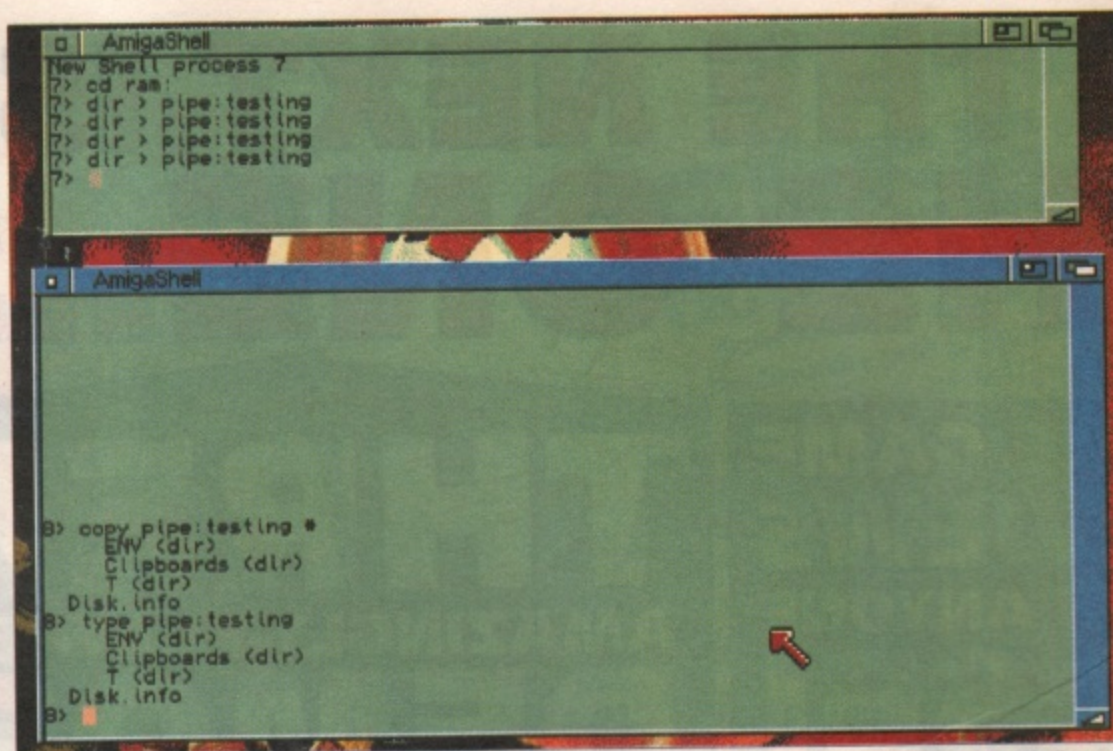 AmigaShell
New Shell process 7
7> cd ram:
7> dir > pipe:testing
7> dir > pipe:testing
7> dir > pipe:testing
7> dir > pipe:testing
7>
AmigaShell
8> copy pipe:testing *
ENV (dir)
Clipboards (dir)
T (dir)
Disk.info
8> type pipe:testing
ENV (dir)
Clipboards (dir)
T (dir)
Disk.info
8>